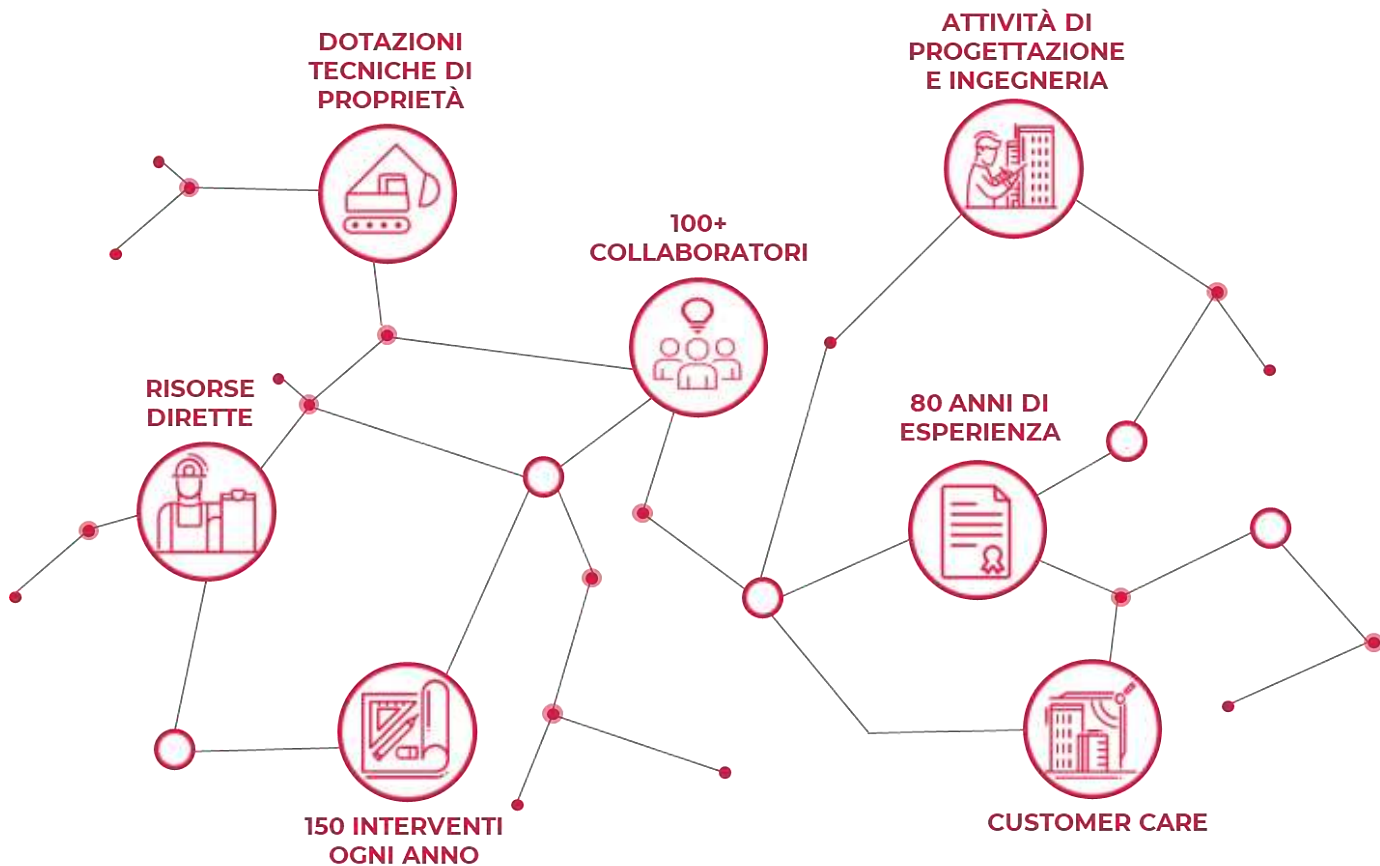 DOTAZIONI
TECNICHE DI
PROPRIETÀ
ATTIVITÀ DI
PROGETTAZIONE
E INGEGNERIA
100+
COLLABORATORI
RISORSE
DIRETTE
80 ANNI DI
ESPERIENZA
150 INTERVENTI
OGNI ANNO
CUSTOMER CARE